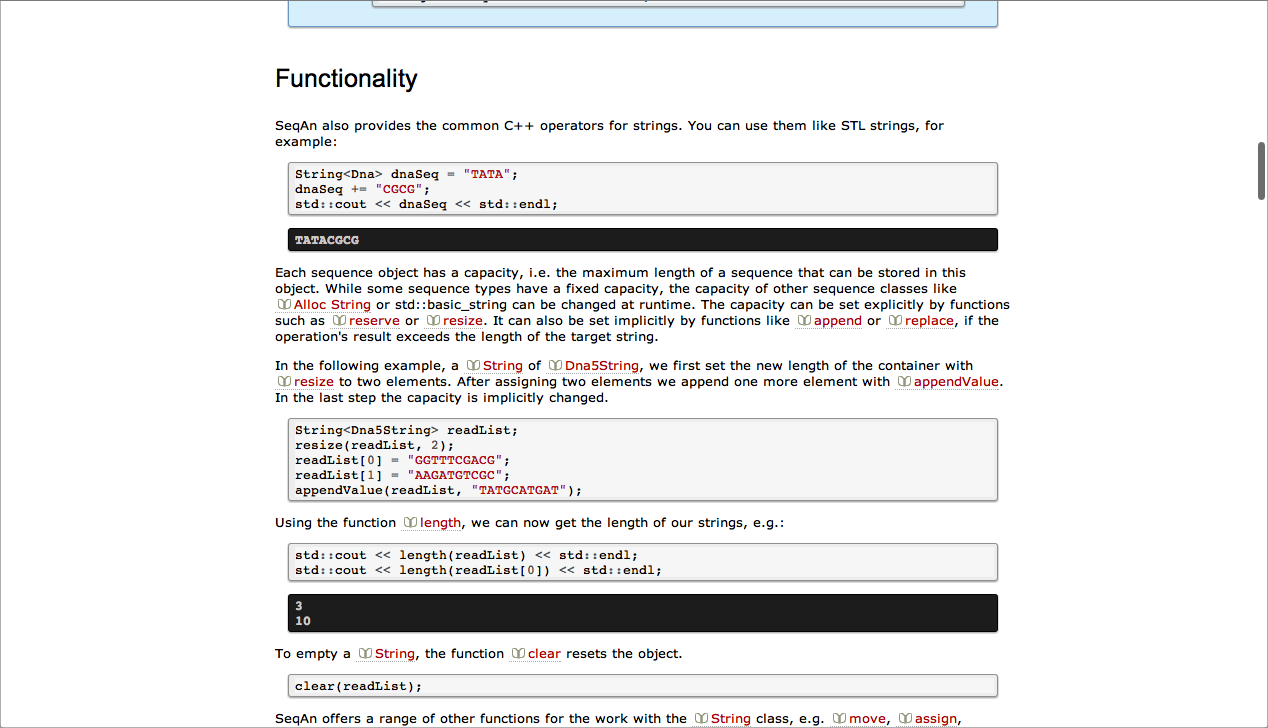 Functionality
SeqAn also provides the common C++ operators for strings. You can use them like STL strings, for
example:
String<Dna> dnaSeq = "TATA";
dnaSeq += "CGCG";
std::cout << dnaSeq << std::endl;
TATACGCG
Each sequence object has a capacity, i.e. the maximum length of a sequence that can be stored in this
object. While some sequence types have a fixed capacity, the capacity of other sequence classes like
Alloc String or std::basic_string can be changed at runtime. The capacity can be set explicitly by functions
such as reserve or resize. It can also be set implicitly by functions like append or replace, if the
operation's result exceeds the length of the target string.
In the following example, a String of Dna5String, we first set the new length of the container with
resize to two elements. After assigning two elements we append one more element with appendValue.
In the last step the capacity is implicitly changed.
String<Dna5String> readList;
resize(readList, 2);
readList[0] = "GGTTTCGACG";
readList[1] = "AAGATGTCGC";
appendValue(readList, "TATGCATGAT");
Using the function length, we can now get the length of our strings, e.g.:
std::cout << length(readList) << std::endl;
std::cout << length(readList[0]) << std::endl;
3
10
To empty a String, the function clear resets the object.
clear(readList);
SeqAn offers a range of other functions for the work with the String class, e.g. move, assign,